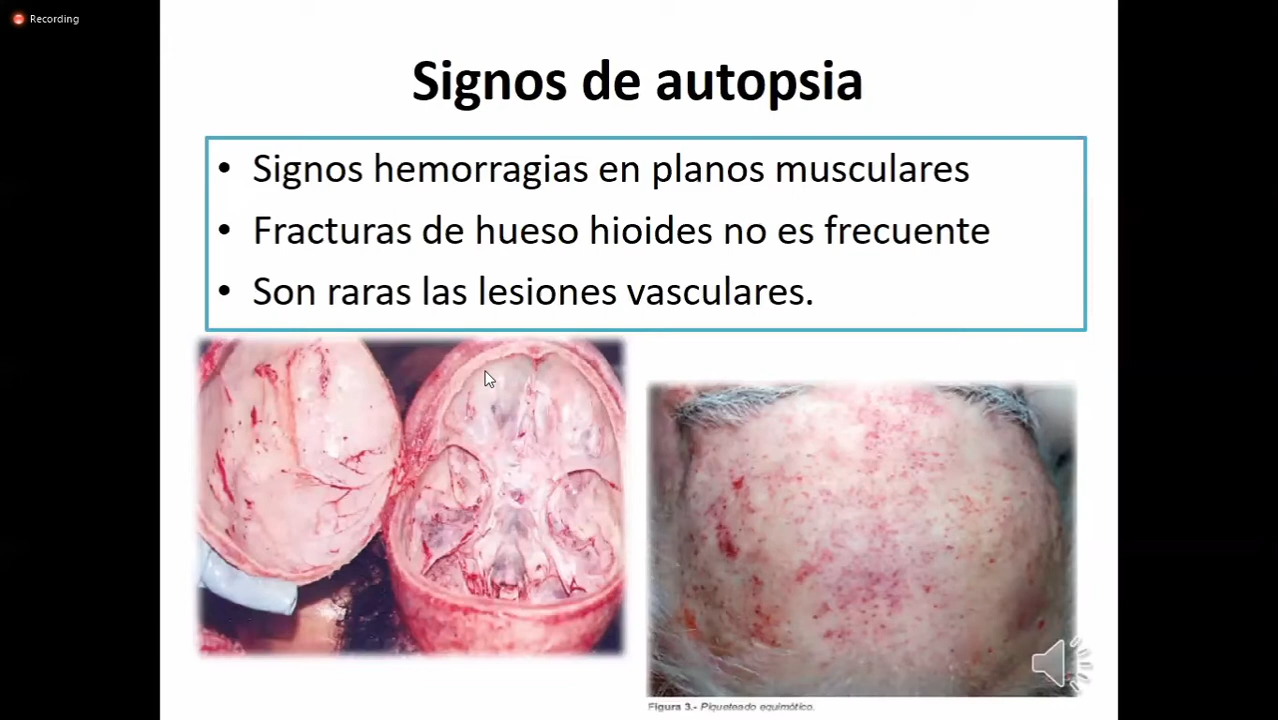 Recording
Signos de autopsia
• Signos hemorragias en planos musculares
• Fracturas de hueso hioides no es frecuente
• Son raras las lesiones vasculares.
Figura 3.- Piqueteado equimótico.